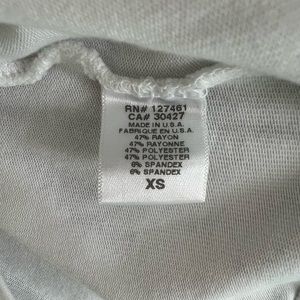 RN# 127461
CA# 30427
MADE IN U.S.A.
FABRIQUE EN U.S.A.
47% RAYON
47% RAYONNE
47% POLYESTER
47% POLYESTER
6% SPANDEX
6% SPANDEX
XS